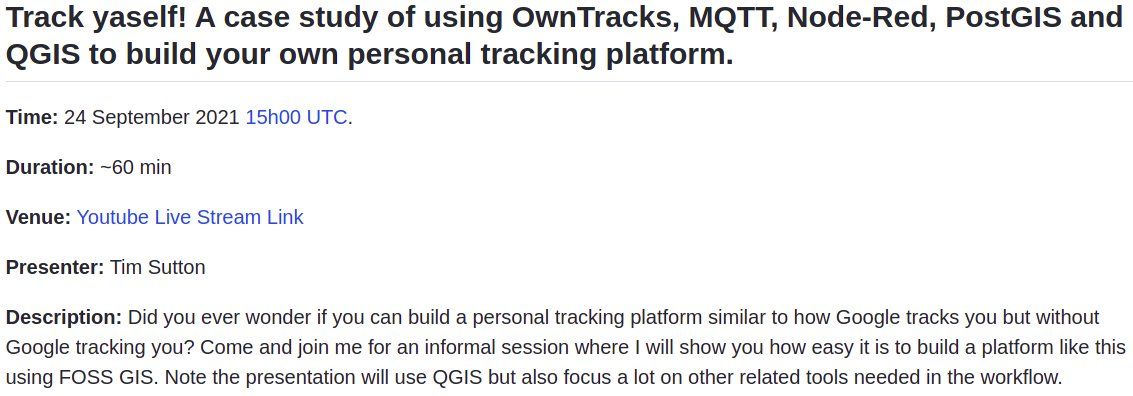 Track yaself! A case study of using OwnTracks, MQTT, Node-Red, PostGIS and
QGIS to build your own personal tracking platform.
Time: 24 September 2021 15h00 UTC.
Duration: ~60 min
Venue: Youtube Live Stream Link
Presenter: Tim Sutton
Description: Did you ever wonder if you can build a personal tracking platform similar to how Google tracks you but without
Google tracking you? Come and join me for an informal session where I will show you how easy it is to build a platform like this
using FOSS GIS. Note the presentation will use QGIS but also focus a lot on other related tools needed in the workflow.